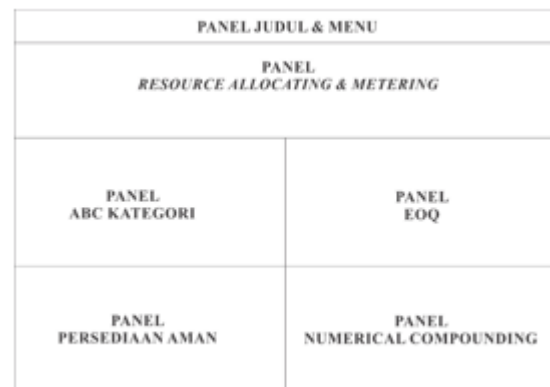 PANEL JUDUL & MENU
PANEL
RESOURCE ALLOCATING & METERING
PANEL
ABC KATEGORI
PANEL
EOQ
PANEL
PERSEDIAAN AMAN
PANEL
NUMERICAL COMPOUNDING